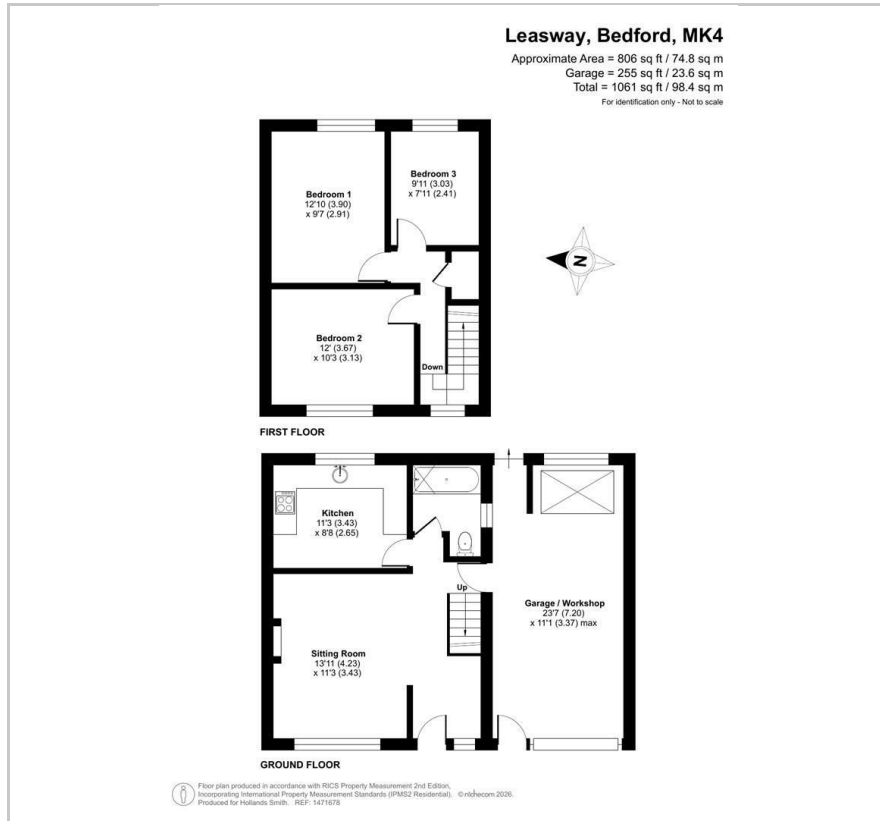 Leasway, Bedford, MK4
Approximate Area = 806 sq ft / 74.8 sq m
Garage = 255 sq ft / 23.6 sq m
Total = 1061 sq ft / 98.4 sq m
For identification only - Not to scale
Bedroom 1
12'10 (3.90)
x 9'7 (2.91)
Bedroom 3
9'11 (3.03)
x 7'11 (2.41)
N
Bedroom 2
12' (3.67)
x 10'3 (3.13)
Down
FIRST FLOOR
Kitchen
11'3 (3.43)
x 8'8 (2.65)
Up
Garage / Workshop
23'7 (7.20)
x 11'1 (3.37) max
Sitting Room
13'11 (4.23)
x 11'3 (3.43)
GROUND FLOOR
Floor plan produced in accordance with RICS Property Measurement 2nd Edition,
Incorporating International Property Measurement Standards (IPMS2 Residential). © ntchecom 2026.
Produced for Hollands Smith. REF: 1471678